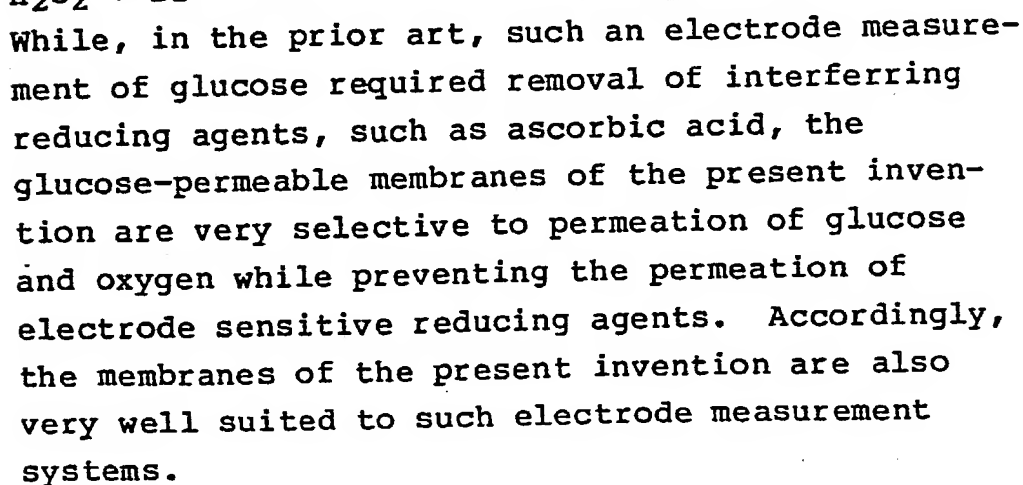 While, in the prior art, such an electrode measure-
ment of glucose required removal of interferring
reducing agents, such as ascorbic acid, the
glucose-permeable membranes of the present inven-
tion are very selective to permeation of glucose
and oxygen while preventing the permeation of
electrode sensitive reducing agents.  Accordingly,
the membranes of the present invention are also
very well suited to such electrode measurement
systems.